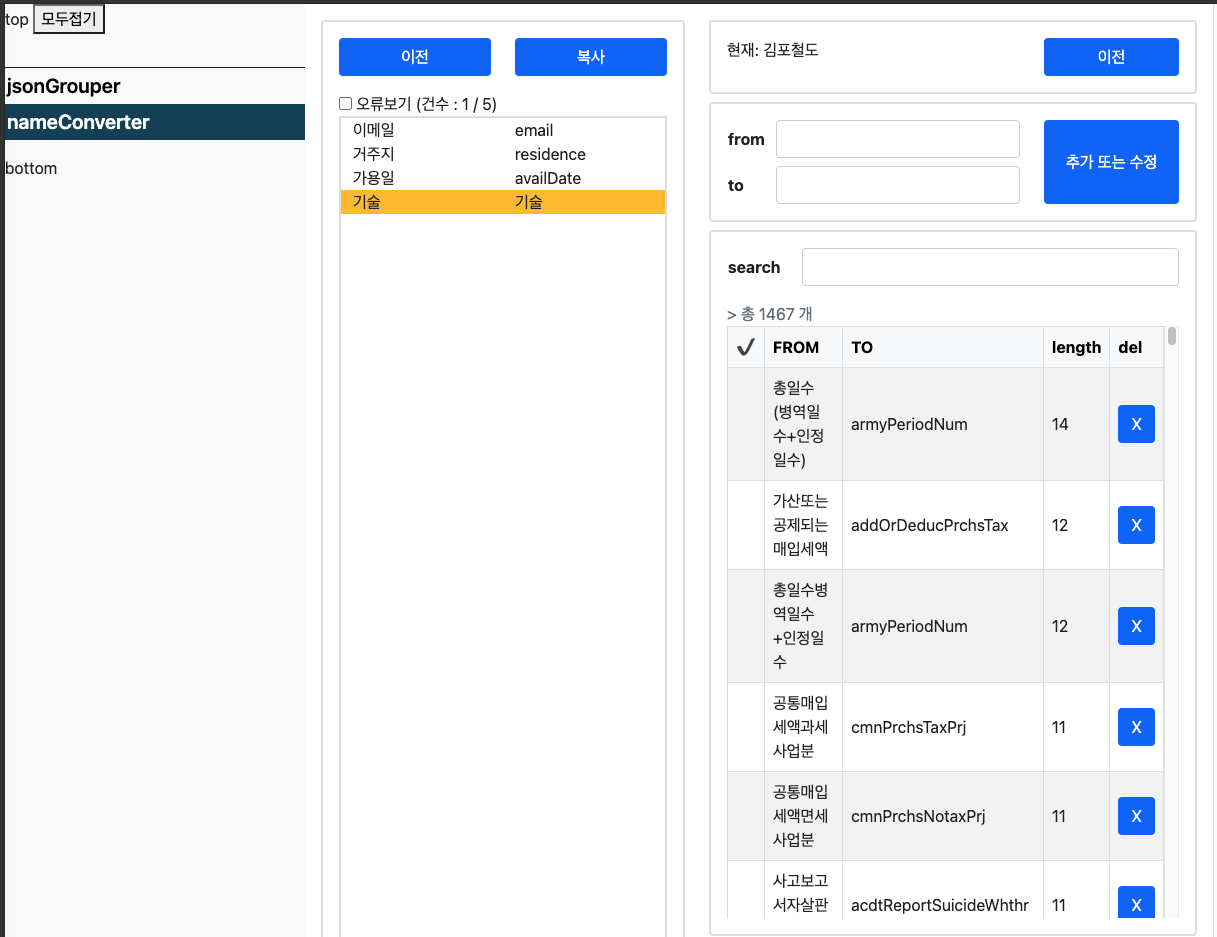 top 모두접기
jsonGrouper
nameConverter
bottom
이전 복사
오류보기 (건수 : 1 / 5)
이메일 email
거주지 residence
가용일 availDate
기술 기술
현재: 김포철도 이전
from
to
추가 또는 수정
search
> 총 1467 개
✔ FROM TO length del
총일수
(병역일
수+인정
일수)
armyPeriodNum 14 X
가산또는
공제되는
매입세액
addOrDeducPrchsTax 12 X
총일수병
역일수
+인정일
수
armyPeriodNum 12 X
공통매입
세액과세
사업분
cmnPrchsTaxPrj 11 X
공통매입
세액면세
사업분
cmnPrchsNotaxPrj 11 X
사고보고
서자살판
acdtReportSuicideWhthr 11 X